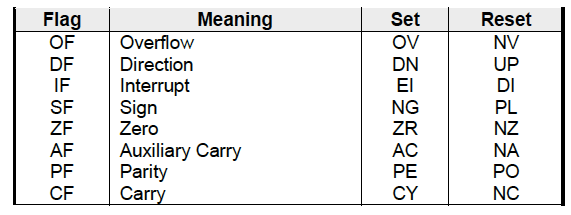 Flag Meaning Set Reset
OF Overflow OV NV
DF Direction DN UP
IF Interrupt EI DI
SF Sign NG PL
ZF Zero ZR NZ
AF Auxiliary Carry AC NA
PF Parity PE PO
CF Carry CY NC